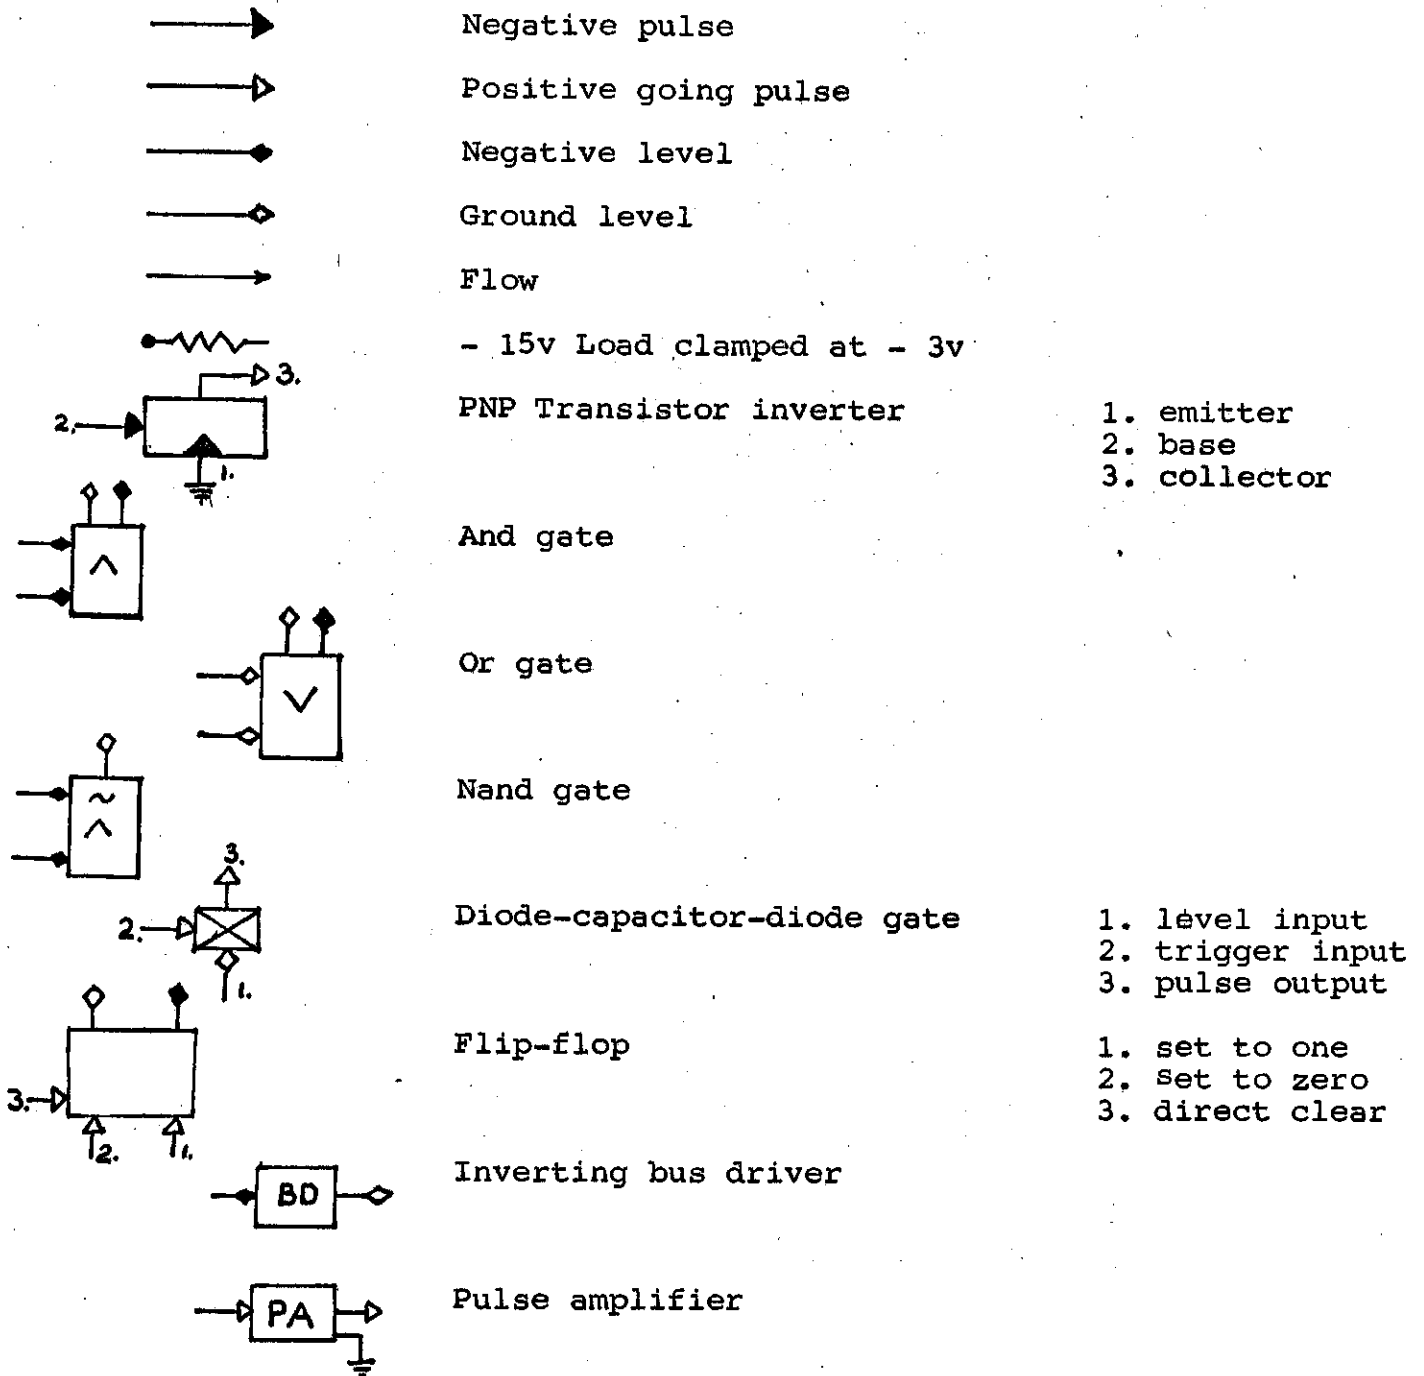 Negative pulse
Positive going pulse
Negative level
Ground level
Flow
- 15v Load clamped at - 3v
3.
PNP Transistor inverter
2.
1.
1. emitter
2. base
3. collector
And gate
∧
Or gate
∨
Nand gate
~
∧
3.
Diode-capacitor-diode gate
2.
1.
1. level input
2. trigger input
3. pulse output
Flip-flop
3.
2.
1.
1. set to one
2. set to zero
3. direct clear
Inverting bus driver
BD
Pulse amplifier
PA